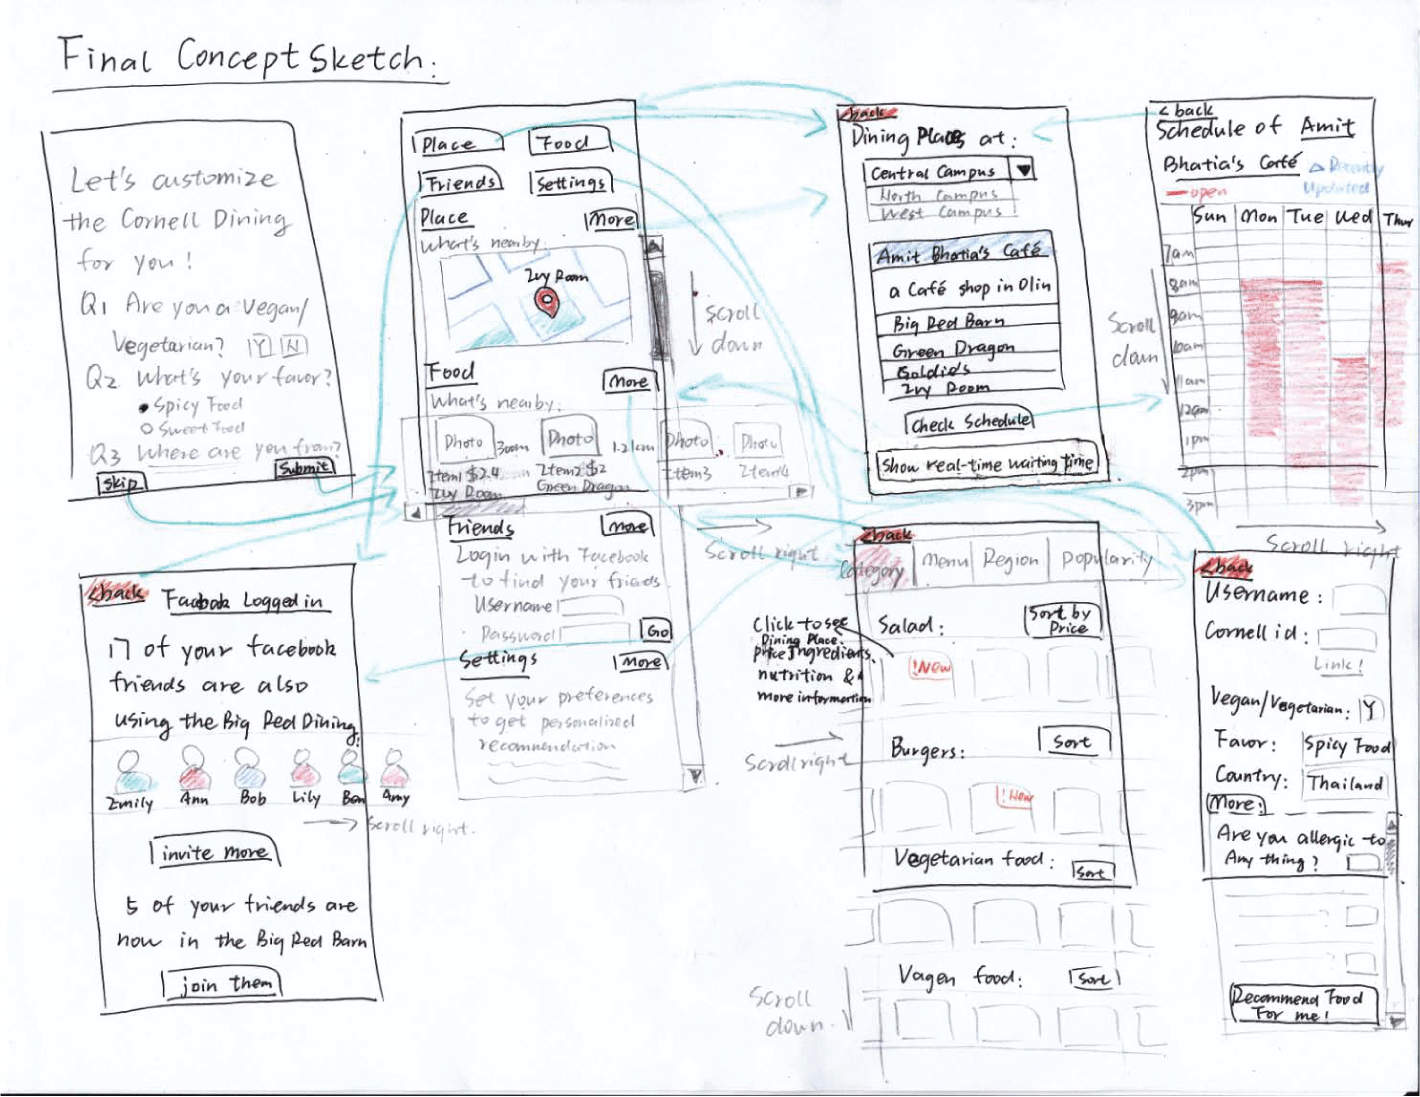 Final Concept Sketch:
Let's customize
the Cornell Dining
for you!
Q1 Are you a Vegan/
Vegetarian? Y N
Q2 What's your favor?
Spicy Food
Sweet Food
Q3 Where are you from?
Skip
Submit
Place
Food
Friends
Settings
Place
More
What's nearby:
Ivy Room
scroll
down
Food
More
What's nearby:
Photo
300m
Photo
1.21km
Photo
Photo
Item1 $2.4
Item2 $2
Item3
Item4
Ivy Room
Green Dragon
Scroll right
Friends
More
Login with Facebook
to find your friends.
Username
Password
Go
Settings
More
Set your preferences
to get personalized
recommendation
<back
Facebook Logged in
17 of your facebook
friends are also
using the Big Red Dining!
Emily
Ann
Bob
Lily
Ben
Amy
Scroll right.
invite more
5 of your friends are
now in the Big Red Barn
join them
<back
Dining Places at:
Central Campus
North Campus
West Campus
Amit Bhatia's Café
a Café shop in Olin
Big Red Barn
Green Dragon
Goldie's
Ivy Room
Check Schedule
Show real-time waiting time
<back
Schedule of Amit
Bhatia's Café
Recently
Updated
open
Sun Mon Tue Wed Thur
7am
8am
9am
10am
11am
12am
1pm
2pm
3pm
Scroll
down
Scroll right
<back
Category
Menu
Region
popularity
Click to see
Dining Place.
price Ingredients,
nutrition &
more information
Salad:
Sort by
Price
!New
Scroll right
Burgers:
Sort
!New
Vegetarian food:
Sort
Vagen food:
Sort
Scroll
down.
<back
Username:
Cornell id:
Link!
Vegan/Vegetarian: Y
Favor: Spicy Food
Country: Thailand
More:
Are you allergic to
Any thing?
Recommend Food
For me!